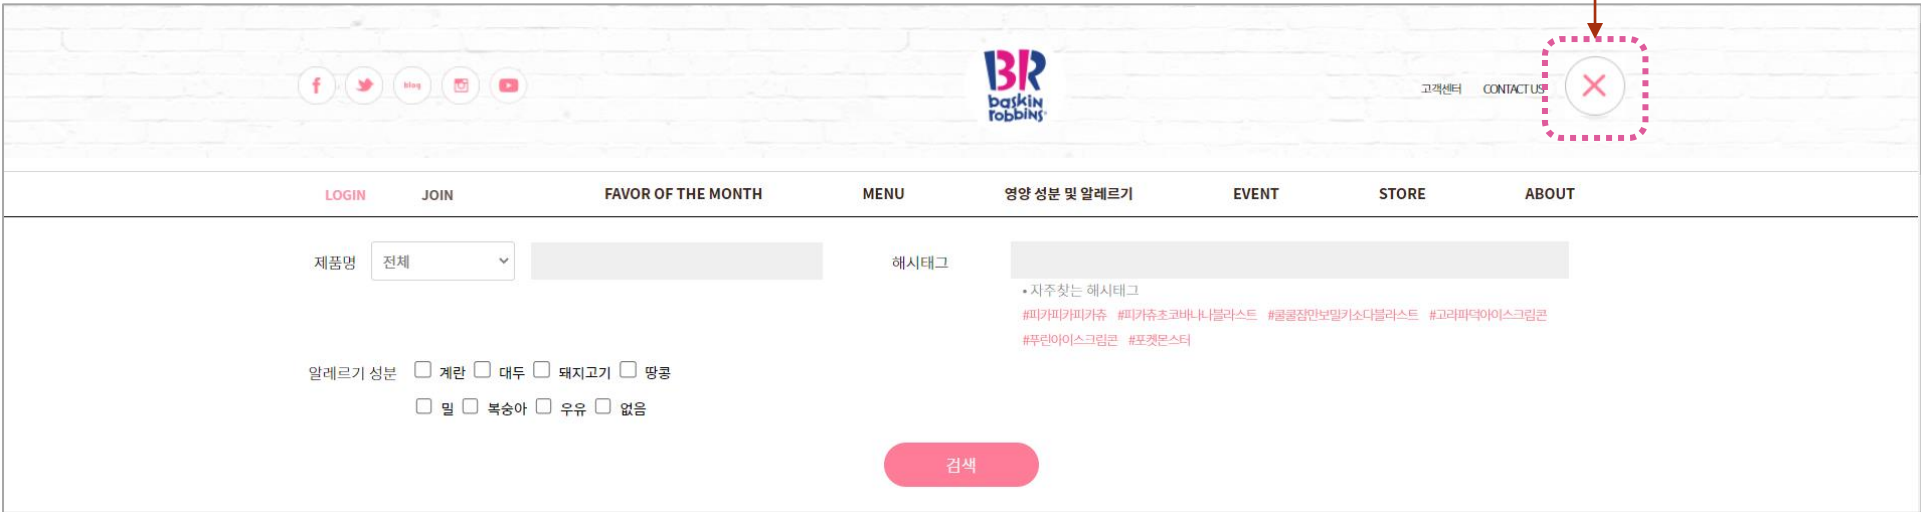 blog
BR
baskin
robbins
고객센터 CONTACT US
LOGIN JOIN FAVOR OF THE MONTH MENU 영양 성분 및 알레르기 EVENT STORE ABOUT
제품명 전체 해시태그
• 자주찾는 해시태그
#피카피카피카츄 #피카츄초코바나나블라스트 #쿨쿨잠만보밀키소다블라스트 #고라파덕아이스크림콘
#푸린아이스크림콘 #포켓몬스터
알레르기 성분 계란 대두 돼지고기 땅콩
밀 복숭아 우유 없음
검색